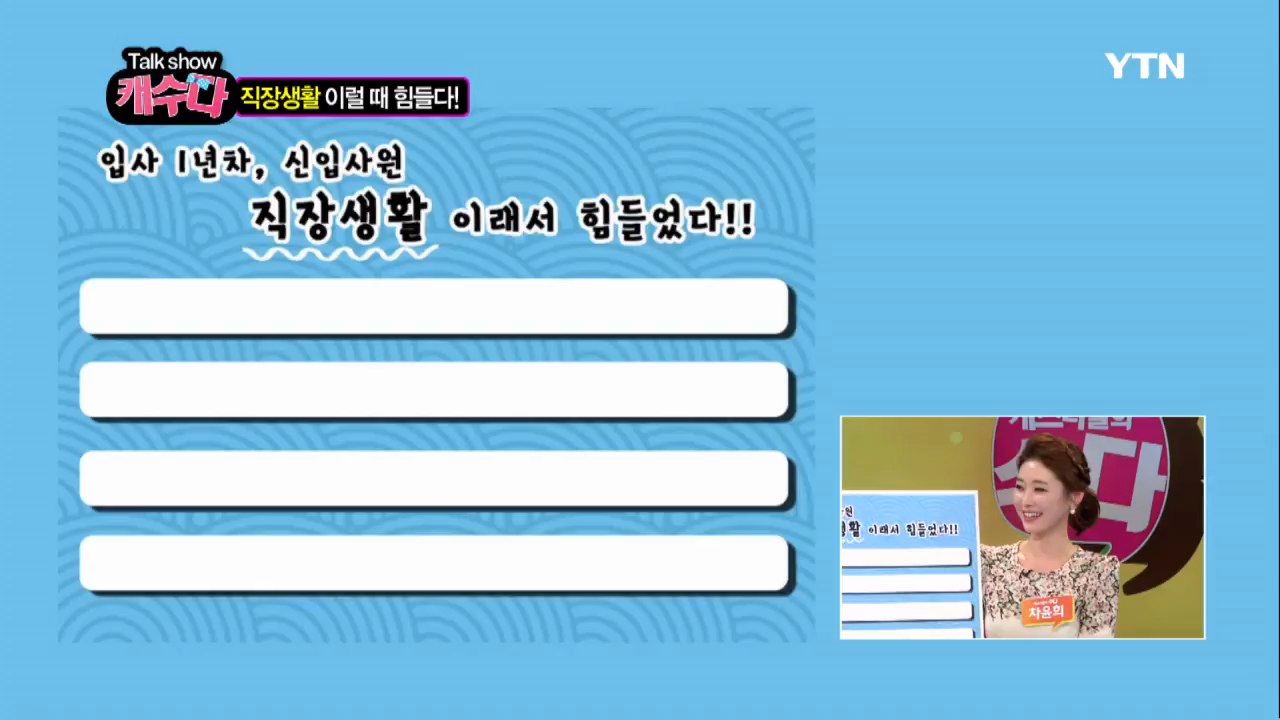 Talk show
캐수다
직장생활 이럴 때 힘들다!
YTN
입사 1년차, 신입사원
직장생활 이래서 힘들었다!!
이래서 힘들었다!!
차윤희